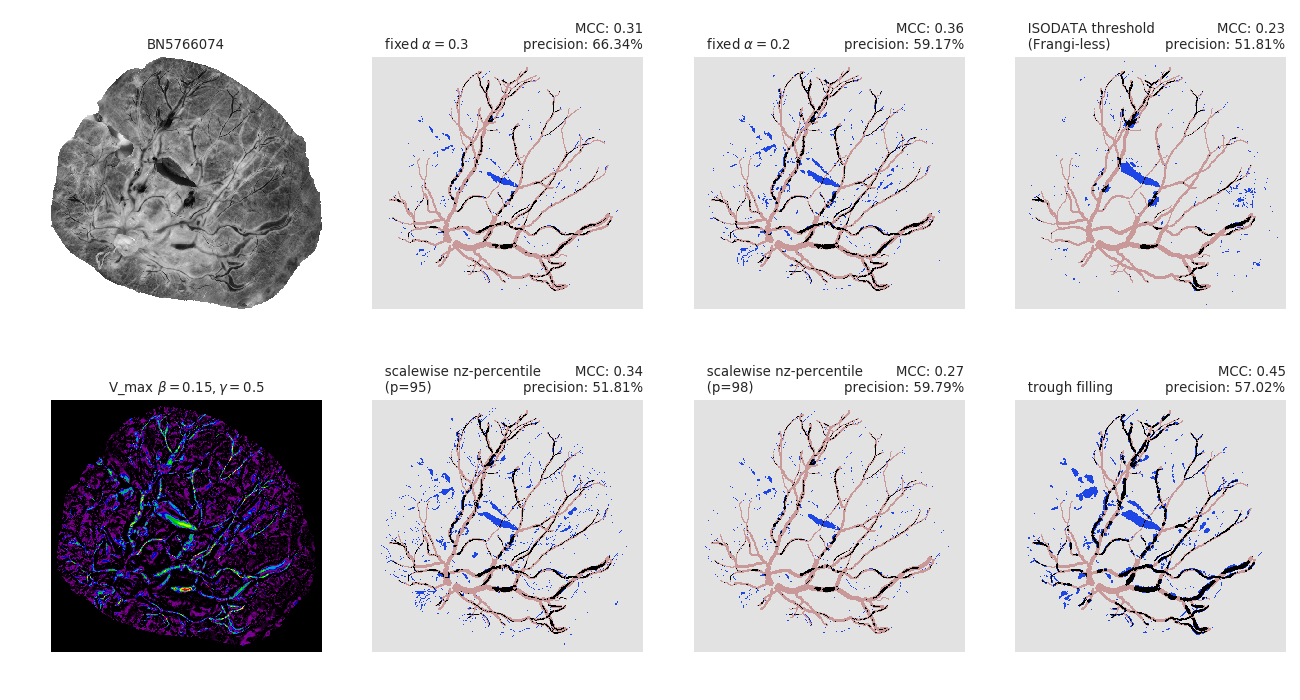 BN5766074
fixed α = 0.3
MCC: 0.31
precision: 66.34%
fixed α = 0.2
MCC: 0.36
precision: 59.17%
ISODATA threshold
(Frangi-less)
MCC: 0.23
precision: 51.81%
V_max β = 0.15, γ = 0.5
scalewise nz-percentile
(p=95)
MCC: 0.34
precision: 51.81%
scalewise nz-percentile
(p=98)
MCC: 0.27
precision: 59.79%
trough filling
MCC: 0.45
precision: 57.02%